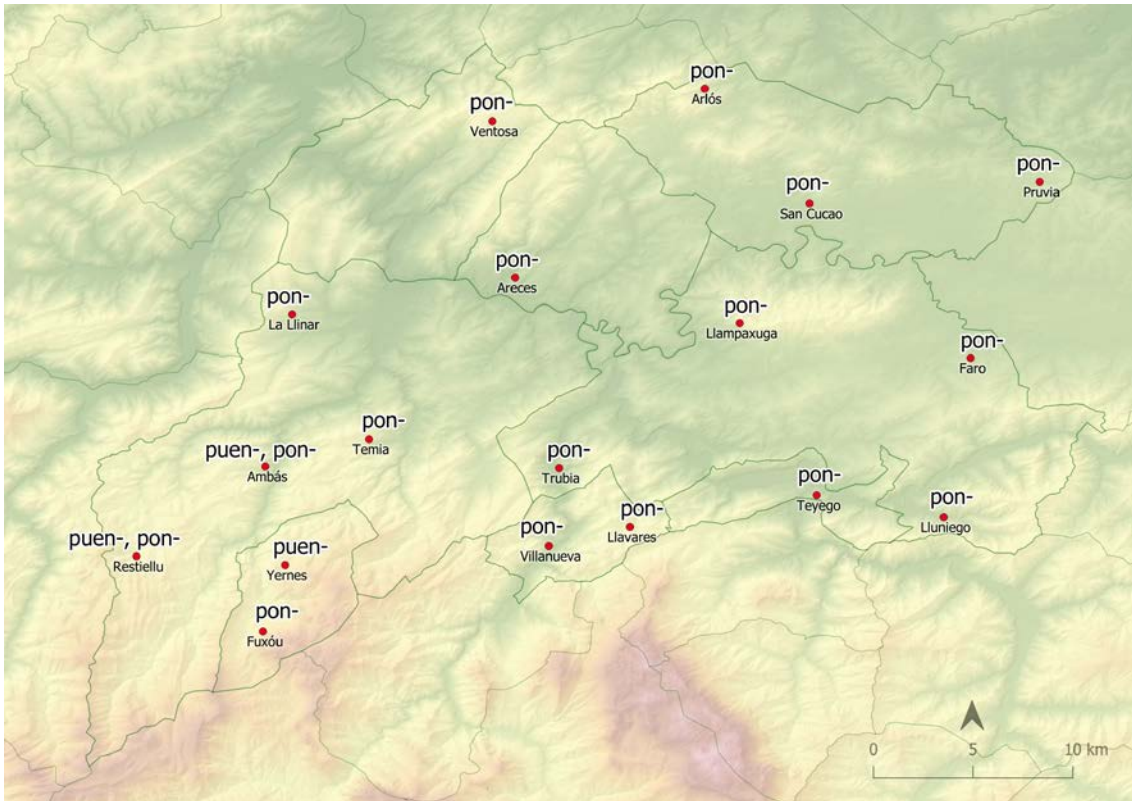 pon-
Arlós
pon-
Ventosa
pon-
Pruvia
pon-
San Cucao
pon-
Areces
pon-
La Llinar
pon-
Llampaxuga
pon-
Faro
pon-
Temia
puen-, pon-
Ambás
pon-
Trubia
pon-
Teyego
pon-
Lluniego
pon-
Llavares
pon-
Villanueva
puen-, pon-
Restiellu
puen-
Yernes
pon-
Fuxóu
0 5 10 km